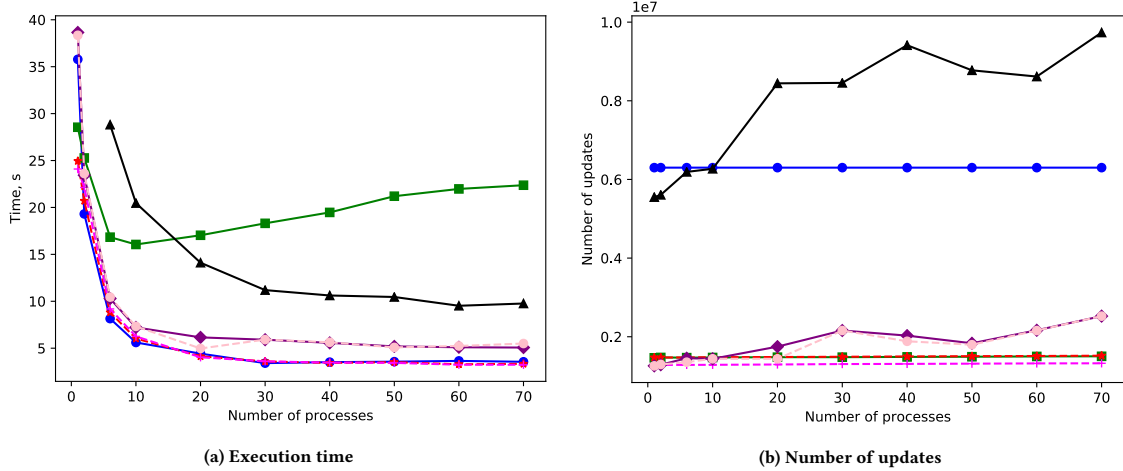 40
35
30
25
20
15
10
5
Time, s
0 10 20 30 40 50 60 70
Number of processes
(a) Execution time
1e7
1.0
0.8
0.6
0.4
0.2
Number of updates
0 10 20 30 40 50 60 70
Number of processes
(b) Number of updates